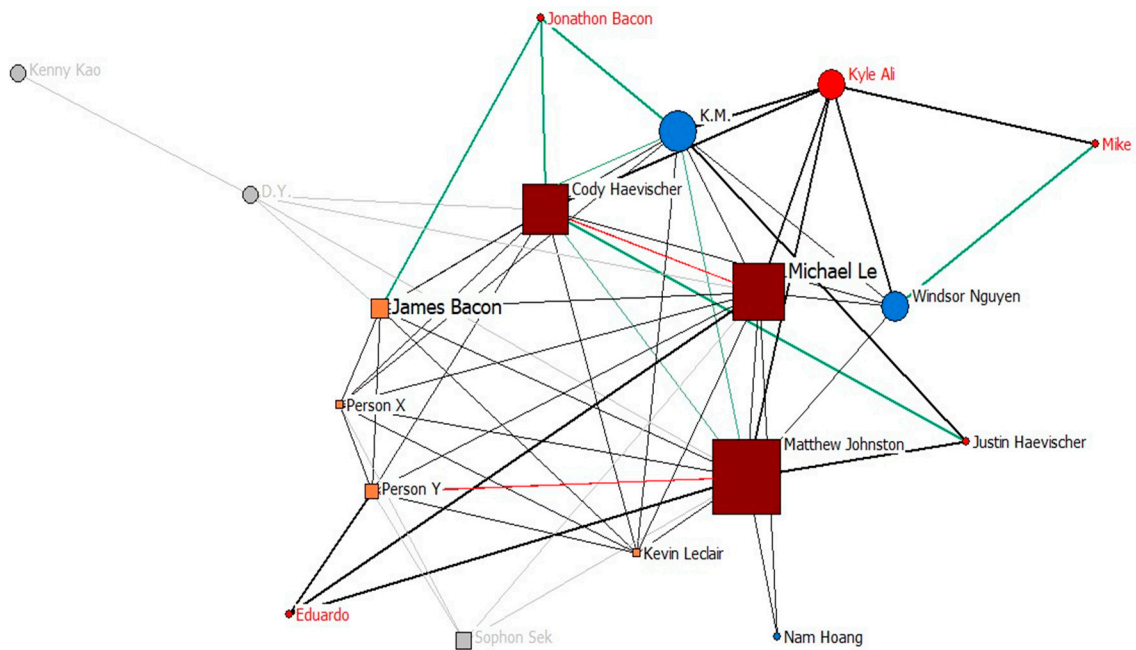 Jonathon Bacon
Kenny Kao
Kyle Ali
K.M.
Mike
D.Y.
Cody Haevischer
Michael Le
Windsor Nguyen
James Bacon
Person X
Matthew Johnston
Justin Haevischer
Person Y
Kevin Leclair
Eduardo
Sophon Sek
Nam Hoang